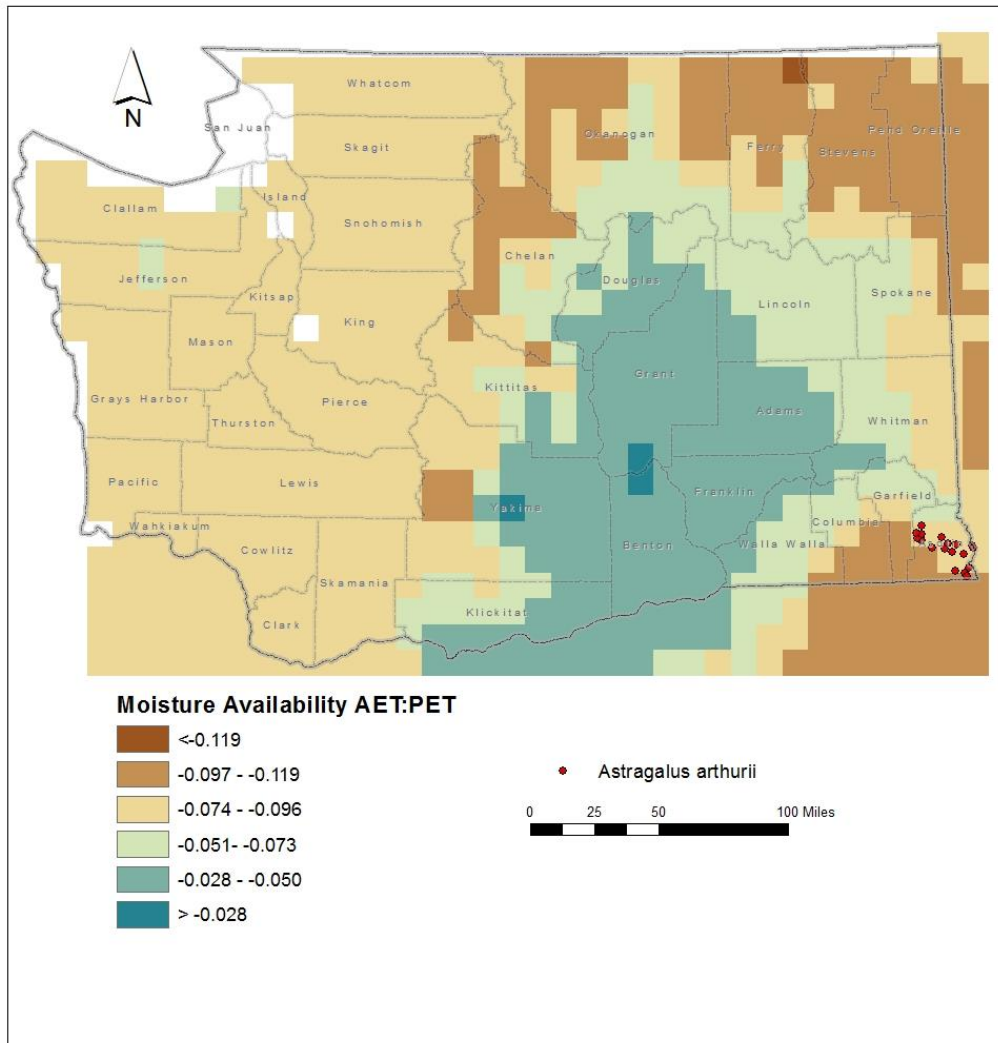 N
Whatcom
San Juan
Skagit
Okanogan
Ferry
Stevens
Pend Oreille
Island
Clallam
Snohomish
Chelan
Jefferson
Douglas
Kitsap
Lincoln
Spokane
King
Mason
Kittitas
Grant
Grays Harbor
Pierce
Adams
Thurston
Whitman
Pacific
Lewis
Yakima
Franklin
Garfield
Columbia
Wahkiakum
Benton
Walla Walla
Cowlitz
Skamania
Klickitat
Clark
Moisture Availability AET:PET
<-0.119
-0.097 - -0.119
-0.074 - -0.096
-0.051- -0.073
-0.028 - -0.050
> -0.028
Astragalus arthurii
0 25 50 100 Miles